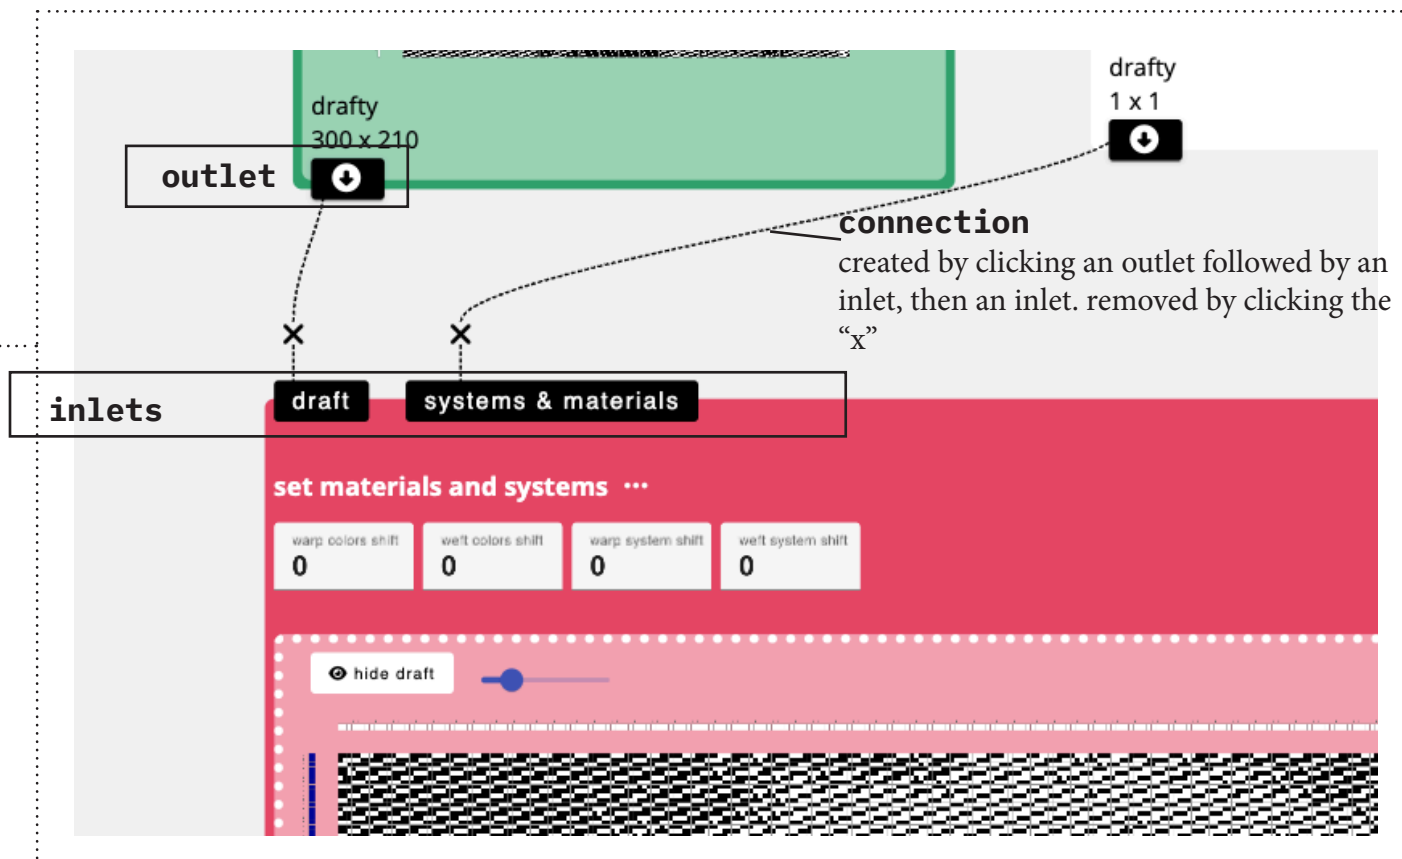 drafty
300 x 210
drafty
1 x 1
outlet
connection
created by clicking an outlet followed by an
inlet, then an inlet. removed by clicking the
“x”
inlets
draft
systems & materials
set materials and systems ···
warp colors shift
0
weft colors shift
0
warp system shift
0
weft system shift
0
hide draft